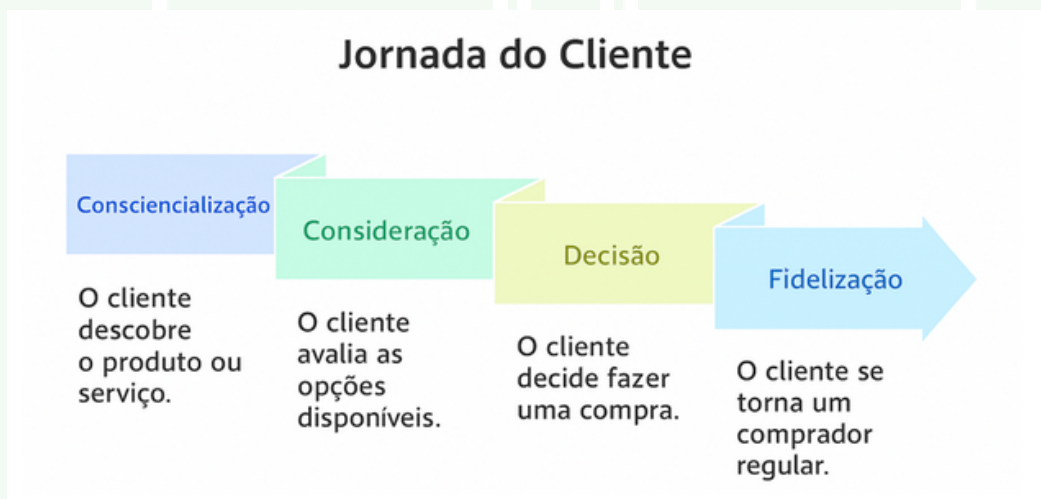 Jornada do Cliente
Consciencialização
O cliente
descobre
o produto ou
serviço.
Consideração
O cliente
avalia as
opções
disponíveis.
Decisão
O cliente
decide fazer
uma compra.
Fidelização
O cliente se
torna um
comprador
regular.